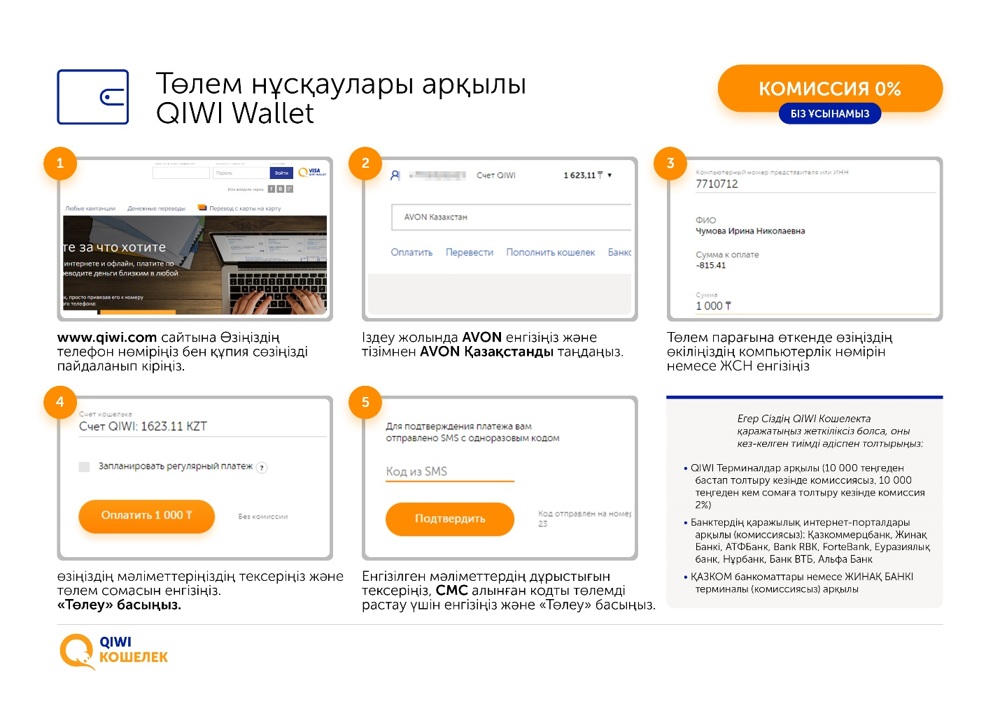 Төлем нұсқаулары арқылы
QIWI Wallet
КОМИССИЯ 0%
БІЗ ҰСЫНАМЫЗ
1
Пароль
Войти
VISA
QIWI WALLET
Или войдите через:
Любые квитанции
Денежные переводы
Перевод с карты на карту
те за что хотите
интернете и офлайн, платите по
реводите деньги близким в любой
к, просто привязав его к номеру
ого телефона:
www.qiwi.com сайтына Өзіңіздің
телефон нөміріңіз бен құпия сөзіңізді
пайдаланып кіріңіз.
2
Счет QIWI
1 623,11 ₸
AVON Казахстан
Оплатить Перевести Пополнить кошелек Банкс
Іздеу жолында AVON енгізіңіз және
тізімнен AVON Қазақстанды таңдаңыз.
3
Компьютерный номер представителя или ИНН
7710712
ФИО
Чумова Ирина Николаевна
Сумма к оплате
-815.41
Сумма
1 000 ₸
Төлем парағына өткенде өзіңіздің
өкіліңіздің компьютерлік нөмірін
немесе ЖСН енгізіңіз
4
Счет кошелька
Счет QIWI: 1623.11 KZT
Запланировать регулярный платеж ?
Оплатить 1 000 ₸
Без комиссии
өзіңіздің мәліметтеріңіздің тексеріңіз және
төлем сомасын енгізіңіз.
«Төлеу» басыңыз.
5
Для подтверждения платежа вам
отправлено SMS с одноразовым кодом
Код из SMS
Подтвердить
Код отправлен на номер
23
Енгізілген мәліметтердің дұрыстығын
тексеріңіз, СМС алынған кодты төлемді
растау үшін енгізіңіз және «Төлеу» басыңыз.
Егер Сіздің QIWI Кошелекта
қаражатыңыз жеткіліксіз болса, оны
кез-келген тиімді әдіспен толтырыңыз:
• QIWI Терминалдар арқылы (10 000 теңгеден
бастап толтыру кезінде комиссиясыз, 10 000
теңгеден кем сомаға толтыру кезінде комиссия
2%)
• Банктердің қаражылық интернет-порталдары
арқылы (комиссиясыз): Қазкоммерцбанк, Жинақ
Банкі, АТФБанк, Bank RBK, ForteBank, Еуразиялық
банк, Нұрбанк, Банк ВТБ, Альфа Банк
• ҚАЗКОМ банкоматтары немесе ЖИНАҚ БАНКІ
терминалы (комиссиясыз) арқылы
QIWI
КОШЕЛЕК